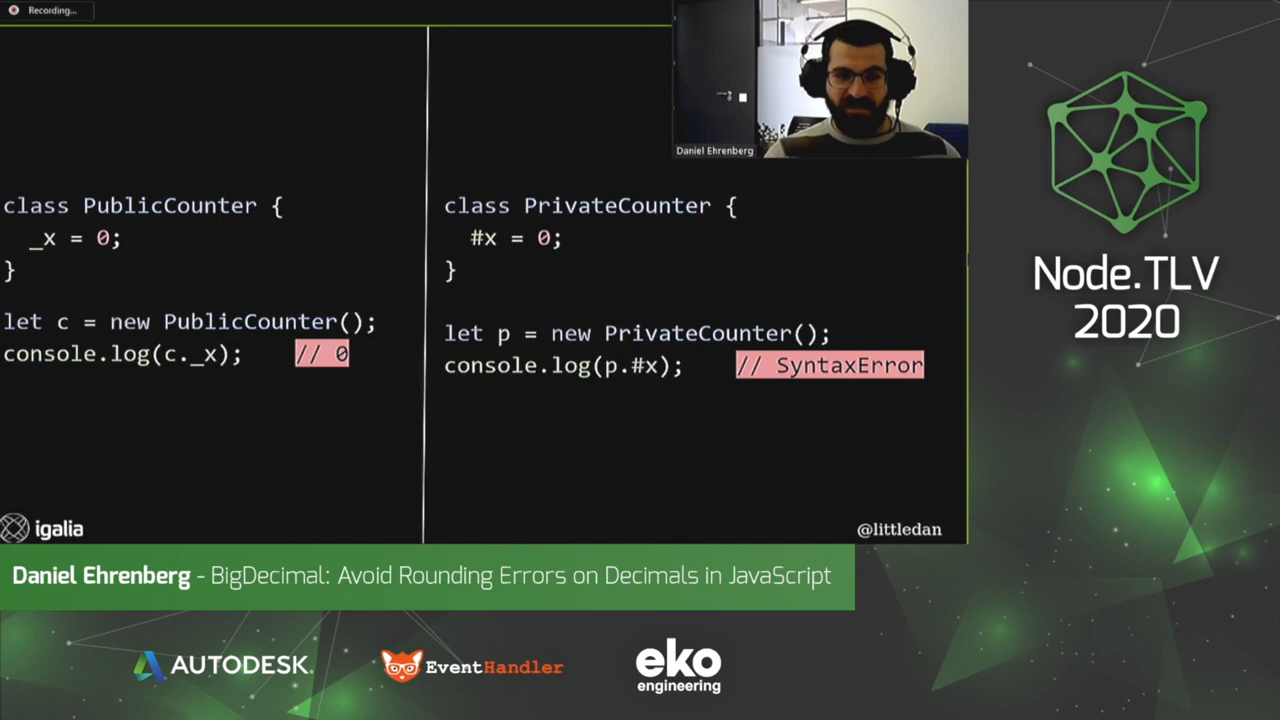 Recording...
Daniel Ehrenberg
class PublicCounter {
_x = 0;
}
let c = new PublicCounter();
console.log(c._x); // 0
class PrivateCounter {
#x = 0;
}
let p = new PrivateCounter();
console.log(p.#x); // SyntaxError
igalia
@littledan
Node.TLV
2020
Daniel Ehrenberg - BigDecimal: Avoid Rounding Errors on Decimals in JavaScript
AUTODESK
EventHandler
eko
engineering